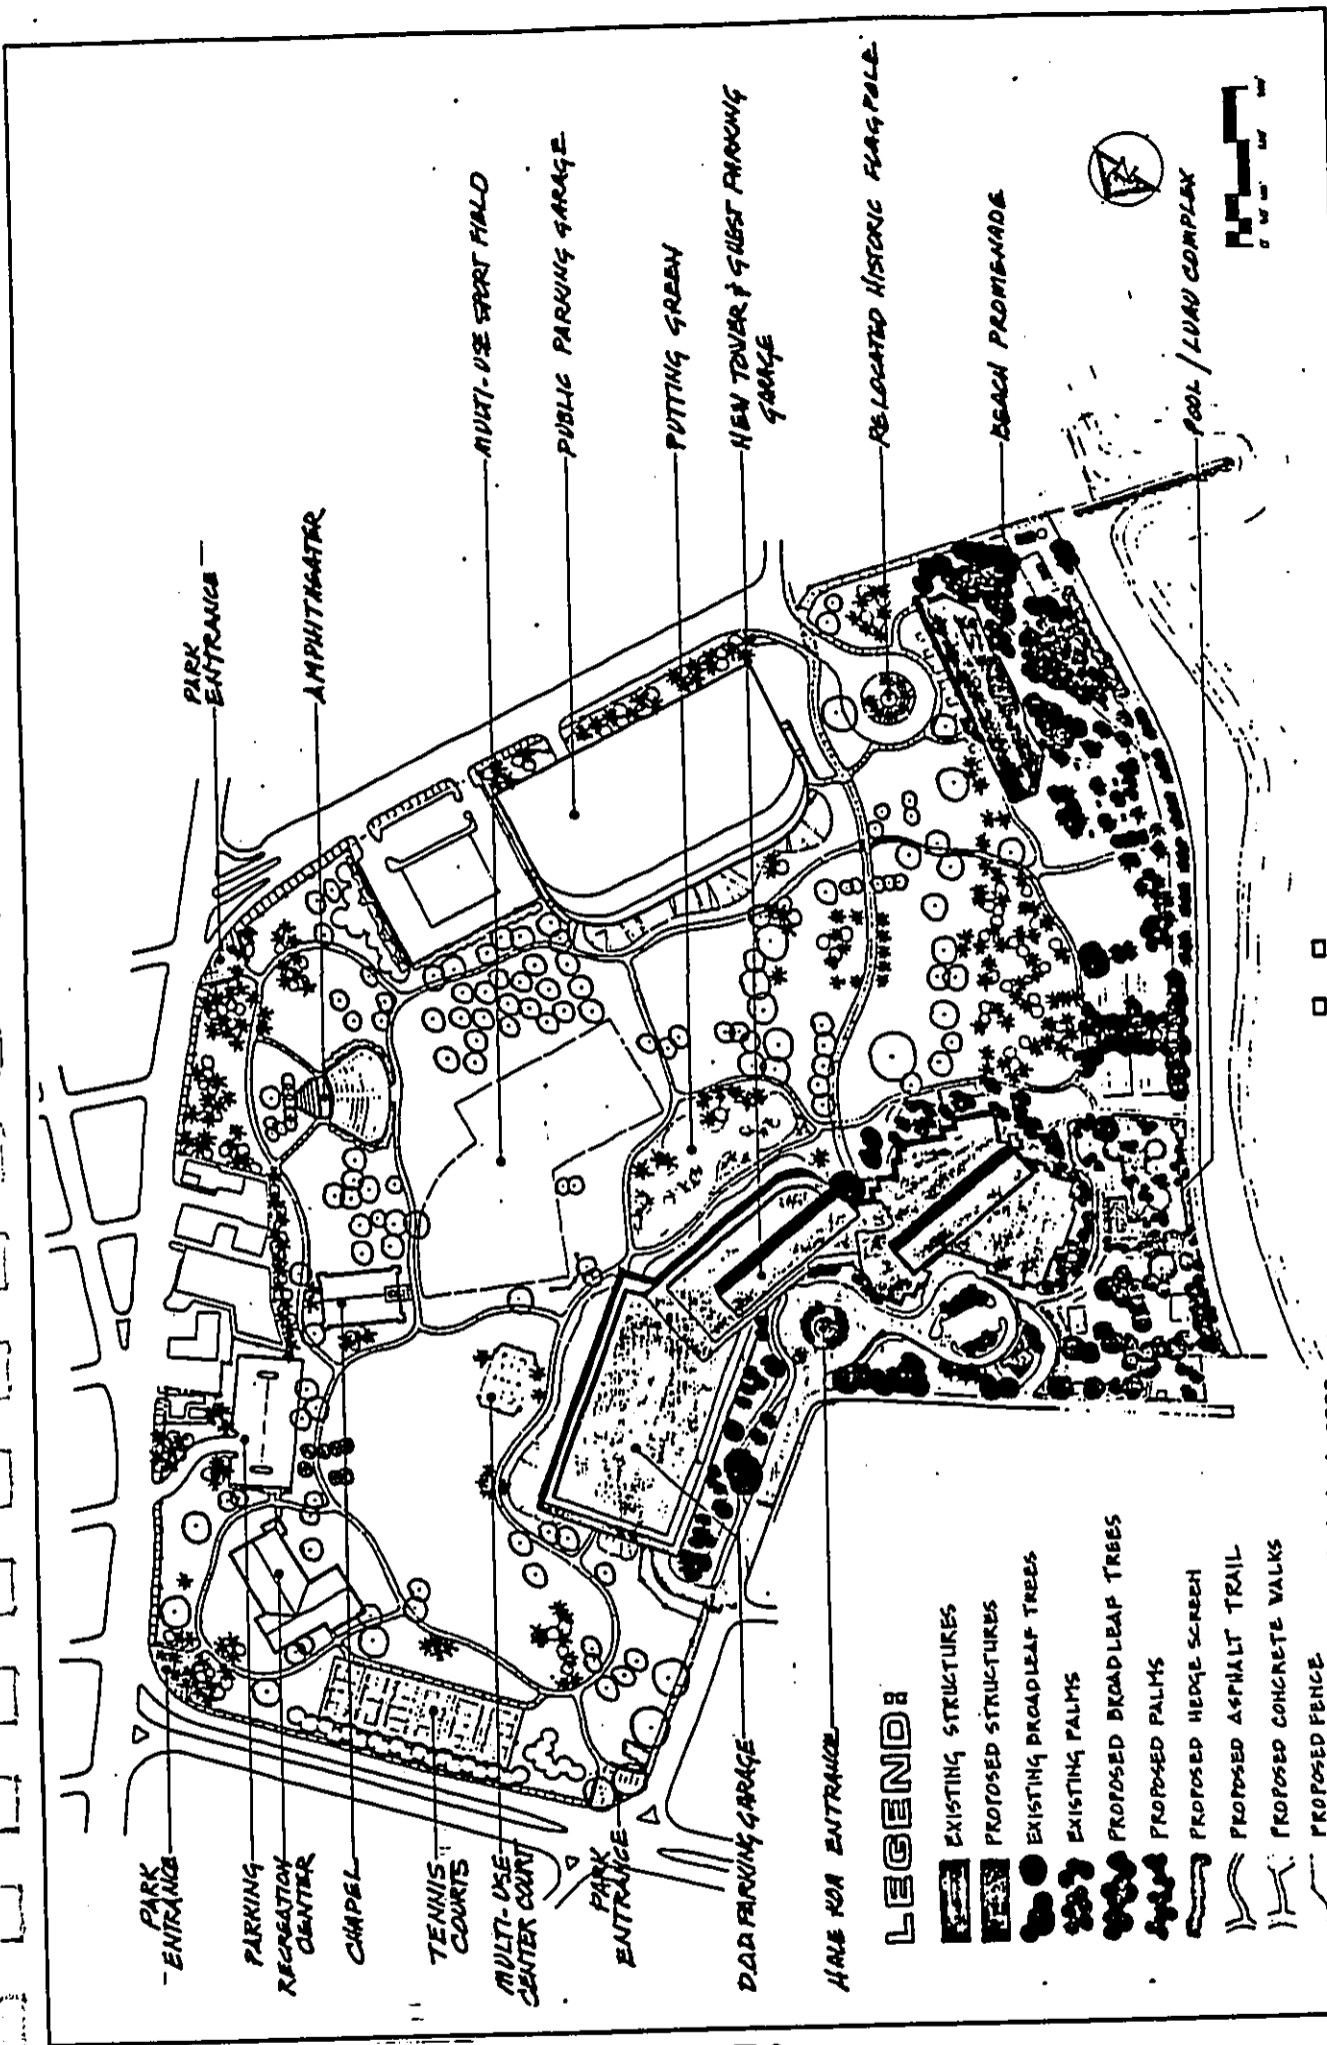 PARK
ENTRANCE
AMPHITHEATER
MULTI-USE SPORT FIELD
PUBLIC PARKING GARAGE
PUTTING GREEN
NEW TOWER & GUEST PARKING
GARAGE
RELOCATED HISTORIC FLAGPOLE
BEACH PROMENADE
POOL / LUAU COMPLEX
PARK
ENTRANCE
PARKING
RECREATION
CENTER
CHAPEL
TENNIS
COURTS
MULTI-USE
CENTER COURT
PARK
ENTRANCE
D.O.D. PARKING GARAGE
HALE KOA ENTRANCE
LEGEND:
EXISTING STRUCTURES
PROPOSED STRUCTURES
EXISTING BROADLEAF TREES
EXISTING PALMS
PROPOSED BROADLEAF TREES
PROPOSED PALMS
PROPOSED HEDGE SCREEN
PROPOSED ASPHALT TRAIL
PROPOSED CONCRETE WALKS
PROPOSED FENCE